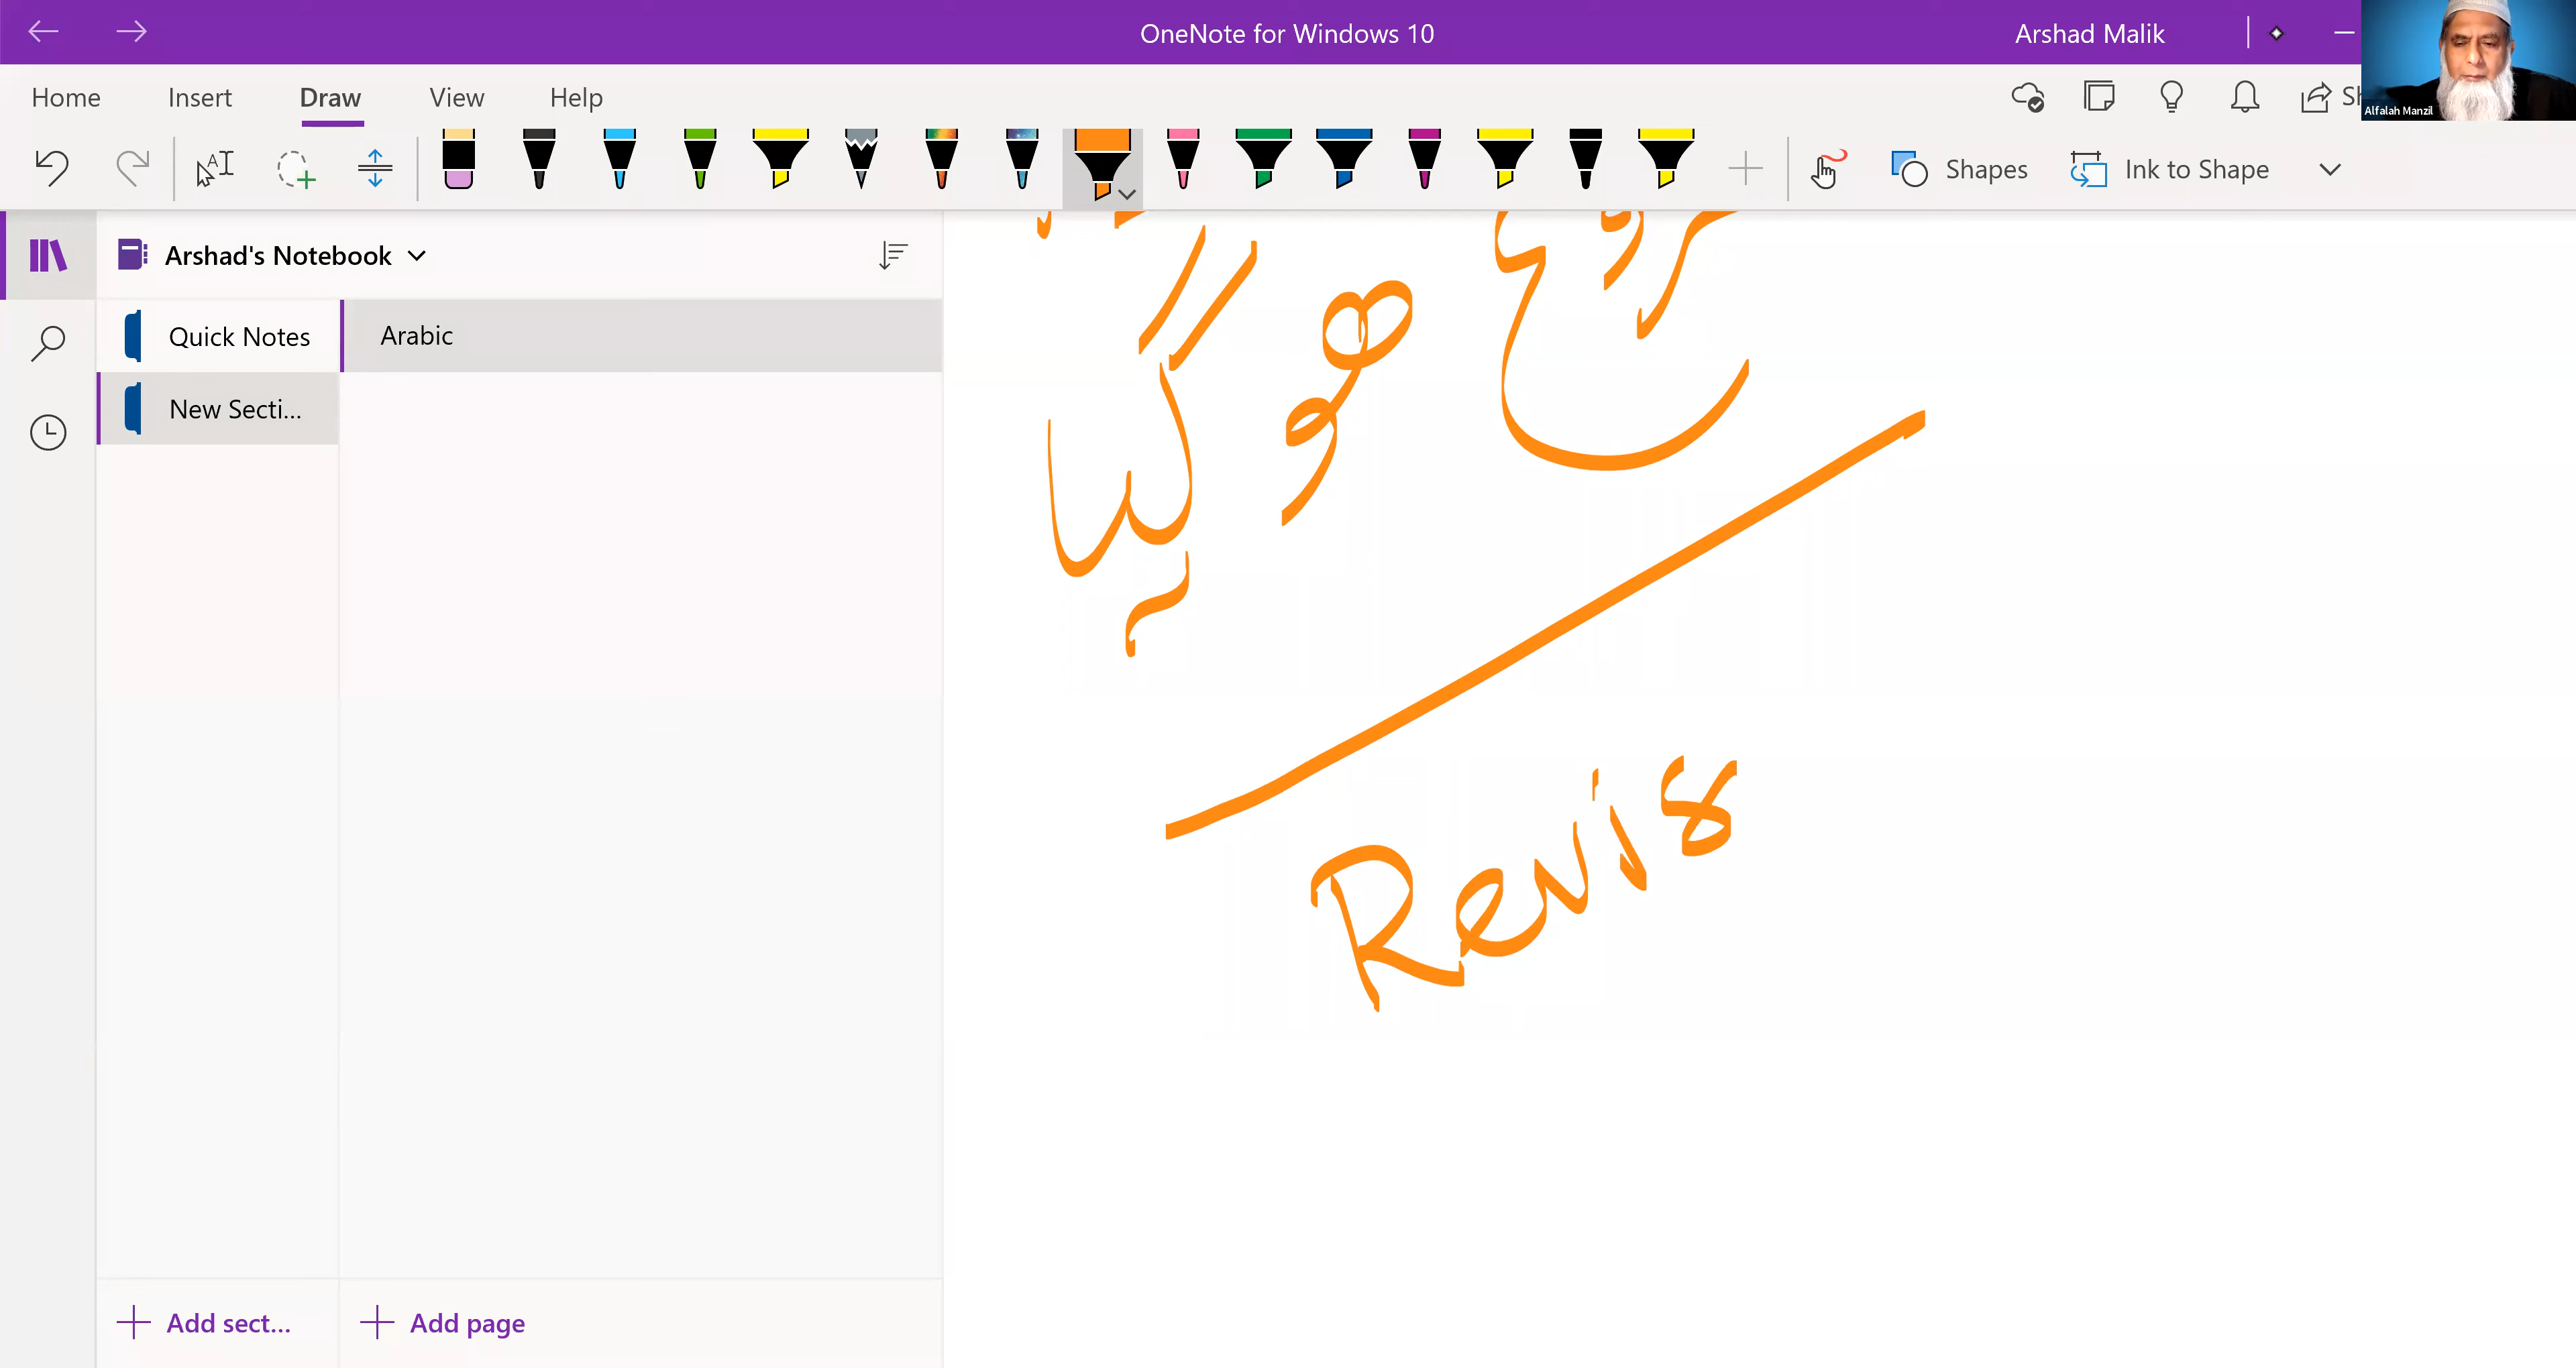 OneNote for Windows 10
Arshad Malik
Alfalah Manzil
Home Insert Draw View Help
Shapes Ink to Shape
Arshad's Notebook
Quick Notes
Arabic
New Secti...
شروع
ہو گیا
Revis
Add sect...
Add page